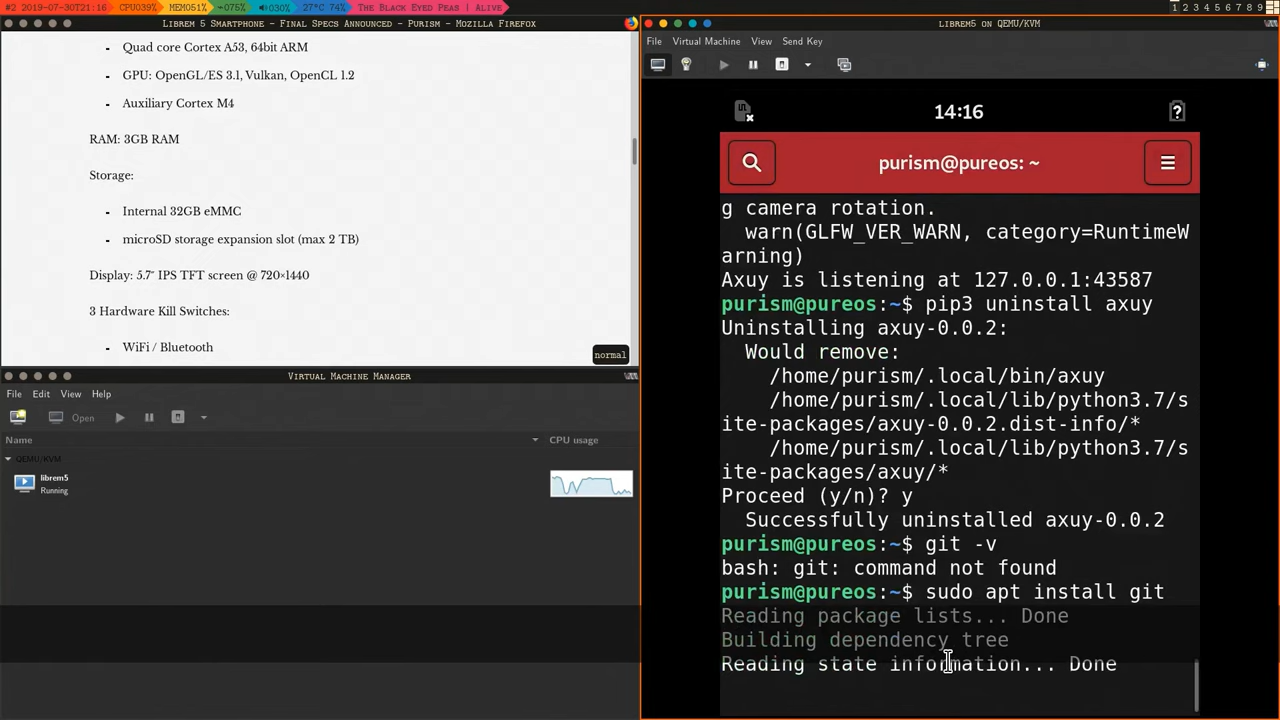 #2 2019-07-30T21:16 CPU039% MEM051% +075% 030% 27°C 74% The Black Eyed Peas | Alive
1 2 3 4 5 6 7 8 9
Librem 5 Smartphone – Final Specs Announced – Purism - Mozilla Firefox
- Quad core Cortex A53, 64bit ARM
- GPU: OpenGL/ES 3.1, Vulkan, OpenCL 1.2
- Auxiliary Cortex M4
RAM: 3GB RAM
Storage:
- Internal 32GB eMMC
- microSD storage expansion slot (max 2 TB)
Display: 5.7″ IPS TFT screen @ 720×1440
3 Hardware Kill Switches:
- WiFi / Bluetooth
normal
Virtual Machine Manager
File Edit View Help
Open
Name CPU usage
QEMU/KVM
librem5
Running
librem5 on QEMU/KVM
File Virtual Machine View Send Key
14:16
purism@pureos: ~
g camera rotation.
warn(GLFW_VER_WARN, category=RuntimeW
arning)
Axuy is listening at 127.0.0.1:43587
purism@pureos:~$ pip3 uninstall axuy
Uninstalling axuy-0.0.2:
Would remove:
/home/purism/.local/bin/axuy
/home/purism/.local/lib/python3.7/s
ite-packages/axuy-0.0.2.dist-info/*
/home/purism/.local/lib/python3.7/s
ite-packages/axuy/*
Proceed (y/n)? y
Successfully uninstalled axuy-0.0.2
purism@pureos:~$ git -v
bash: git: command not found
purism@pureos:~$ sudo apt install git
Reading package lists... Done
Building dependency tree
Reading state information... Done